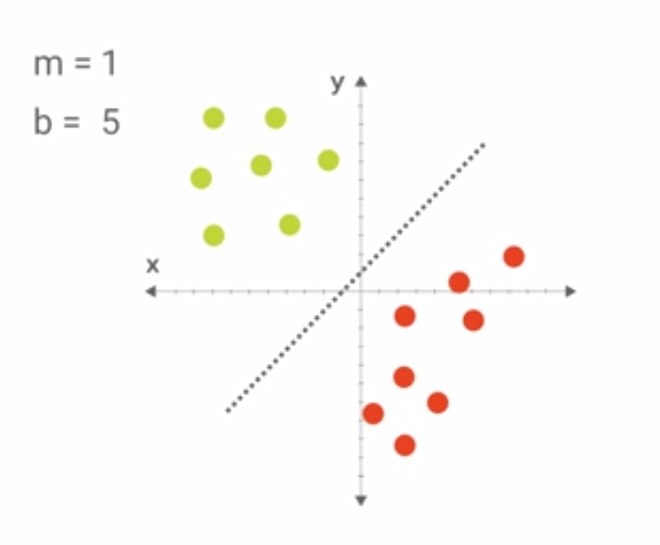 m = 1
b = 5
y
x